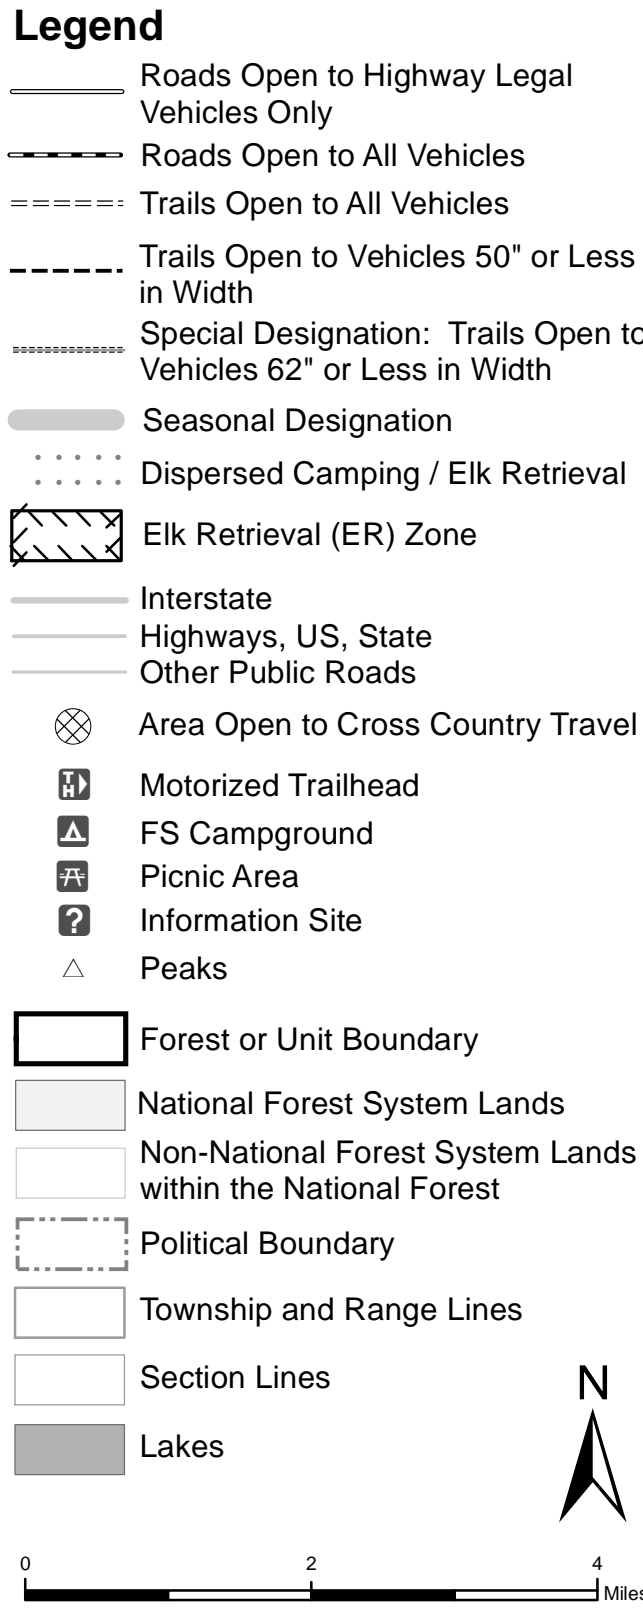 Legend
Roads Open to Highway Legal
Vehicles Only
Roads Open to All Vehicles
Trails Open to All Vehicles
Trails Open to Vehicles 50" or Less
in Width
Special Designation:  Trails Open to
Vehicles 62" or Less in Width
Seasonal Designation
Dispersed Camping / Elk Retrieval
Elk Retrieval (ER) Zone
Interstate
Highways, US, State
Other Public Roads
Area Open to Cross Country Travel
TH Motorized Trailhead
FS Campground
Picnic Area
? Information Site
Peaks
Forest or Unit Boundary
National Forest System Lands
Non-National Forest System Lands
within the National Forest
Political Boundary
Township and Range Lines
Section Lines
N
Lakes
0 2 4
Miles